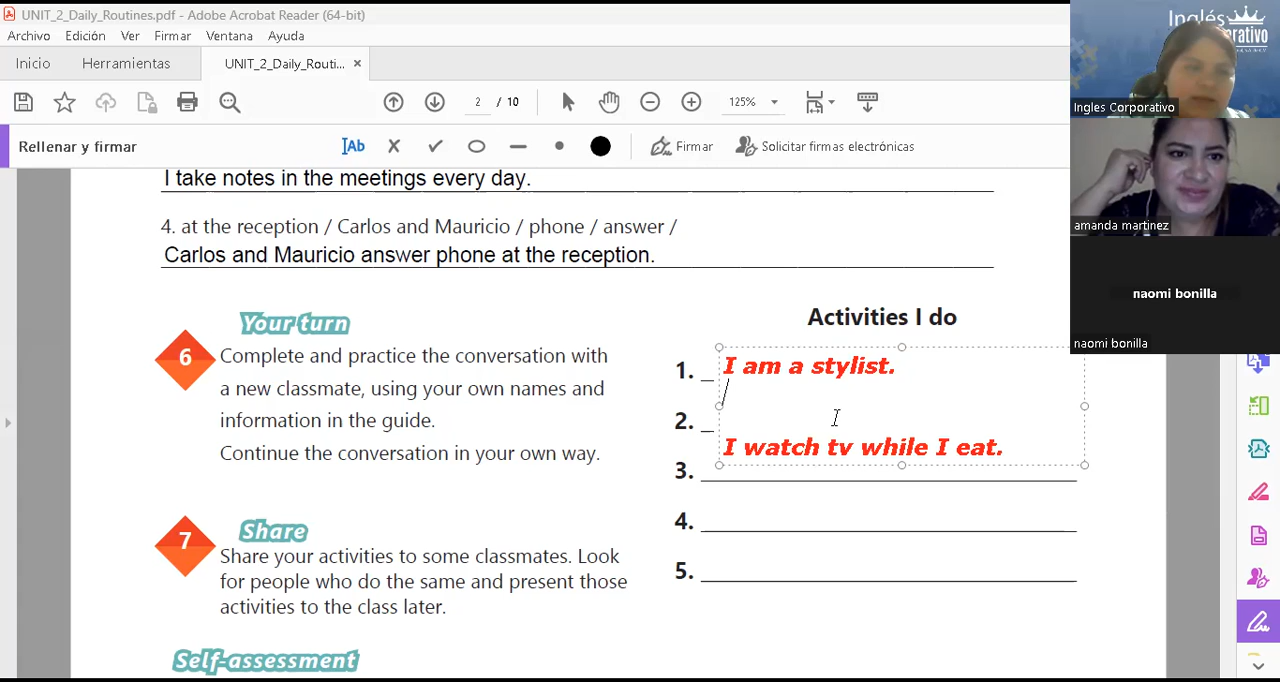 UNIT_2_Daily_Routines.pdf - Adobe Acrobat Reader (64-bit)
Archivo Edición Ver Firmar Ventana Ayuda
Inicio Herramientas UNIT_2_Daily_Routi... ×
2 / 10 125%
Rellenar y firmar Ab Firmar Solicitar firmas electrónicas
I take notes in the meetings every day.
4. at the reception / Carlos and Mauricio / phone / answer /
Carlos and Mauricio answer phone at the reception.
Your turn
6 Complete and practice the conversation with
a new classmate, using your own names and
information in the guide.
Continue the conversation in your own way.
7 Share
Share your activities to some classmates. Look
for people who do the same and present those
activities to the class later.
Self-assessment
Activities I do
1. I am a stylist.
2.
I watch tv while I eat.
3.
4.
5.
Inglés
Ingles Corporativo
amanda martinez
naomi bonilla
naomi bonilla